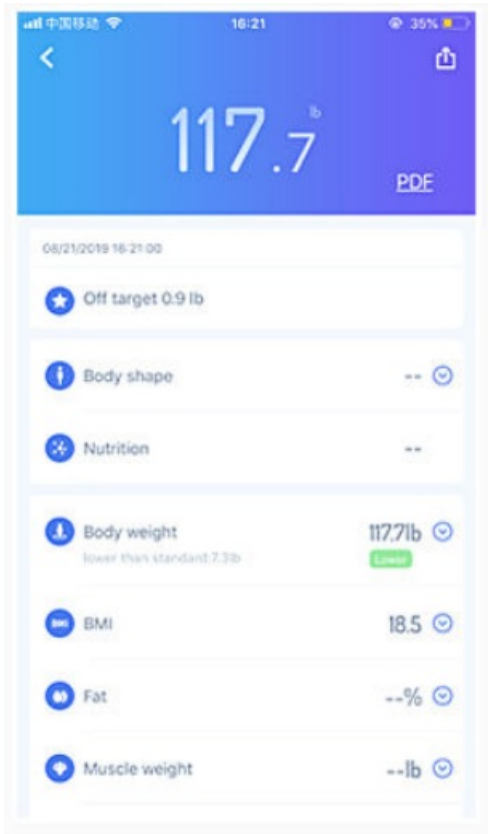 中国移动 16:21 35%
117.7 lb
PDF
08/21/2019 16:21:00
Off target 0.9 lb
Body shape --
Nutrition --
Body weight 117.7lb
lower than standard 7.3lb Lower
BMI BMI 18.5
Fat --%
Muscle weight --lb